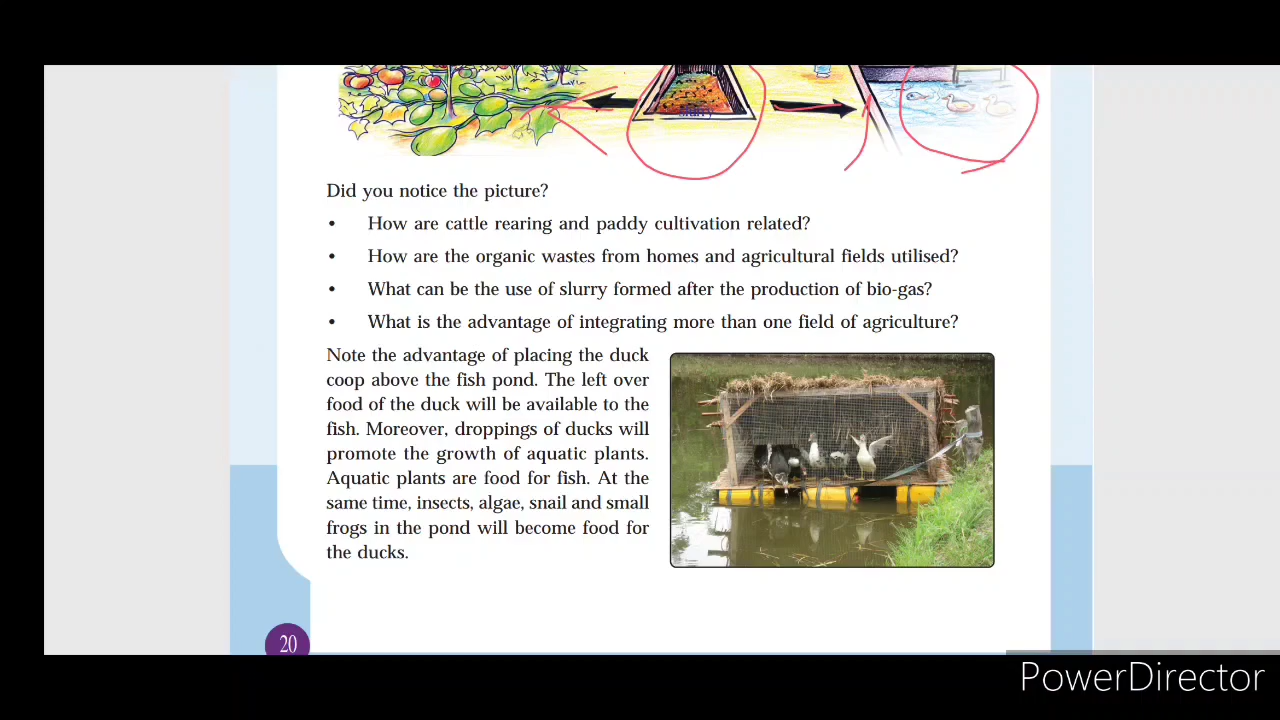 Did you notice the picture?
• How are cattle rearing and paddy cultivation related?
• How are the organic wastes from homes and agricultural fields utilised?
• What can be the use of slurry formed after the production of bio-gas?
• What is the advantage of integrating more than one field of agriculture?
Note the advantage of placing the duck
coop above the fish pond. The left over
food of the duck will be available to the
fish. Moreover, droppings of ducks will
promote the growth of aquatic plants.
Aquatic plants are food for fish. At the
same time, insects, algae, snail and small
frogs in the pond will become food for
the ducks.
20
PowerDirector